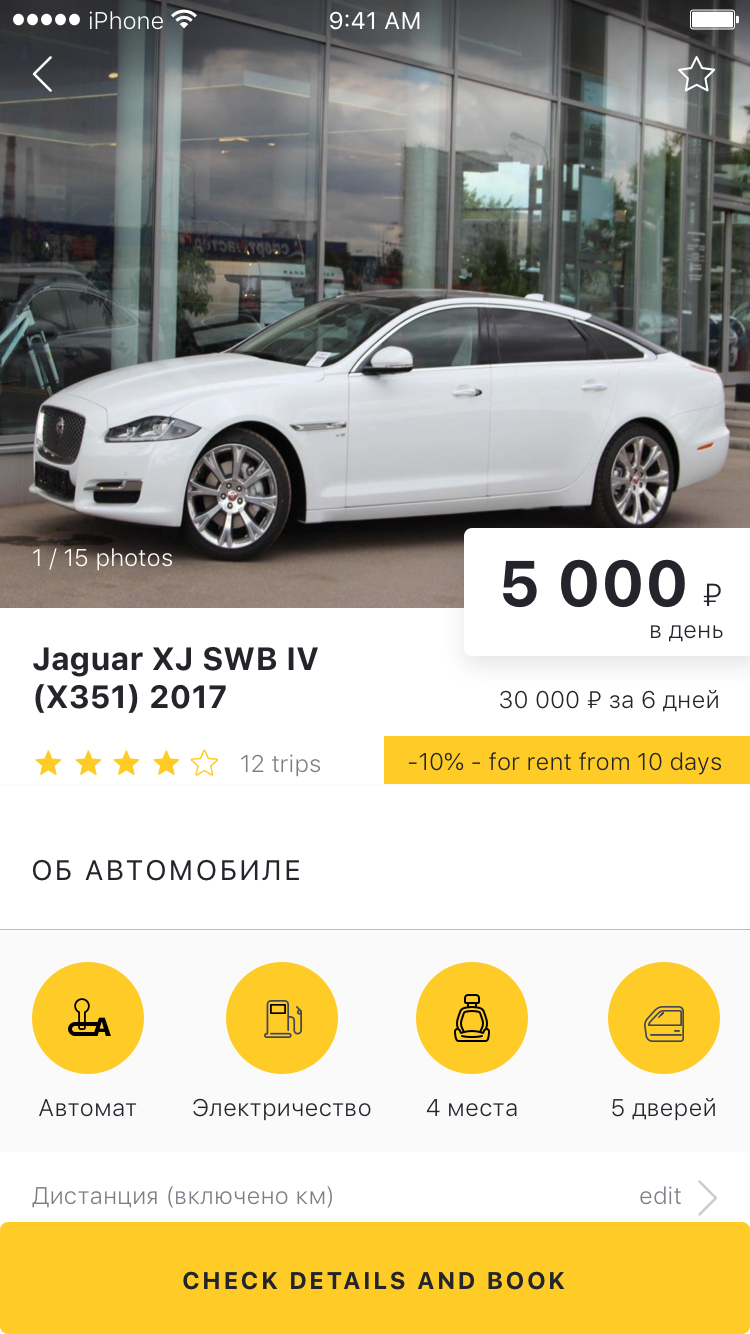 iPhone
9:41 AM
1 / 15 photos
5 000 ₽
в день
Jaguar XJ SWB IV
(X351) 2017
30 000 ₽ за 6 дней
12 trips
-10% - for rent from 10 days
ОБ АВТОМОБИЛЕ
A
Автомат
Электричество
4 места
5 дверей
Дистанция (включено км)
edit
CHECK DETAILS AND BOOK